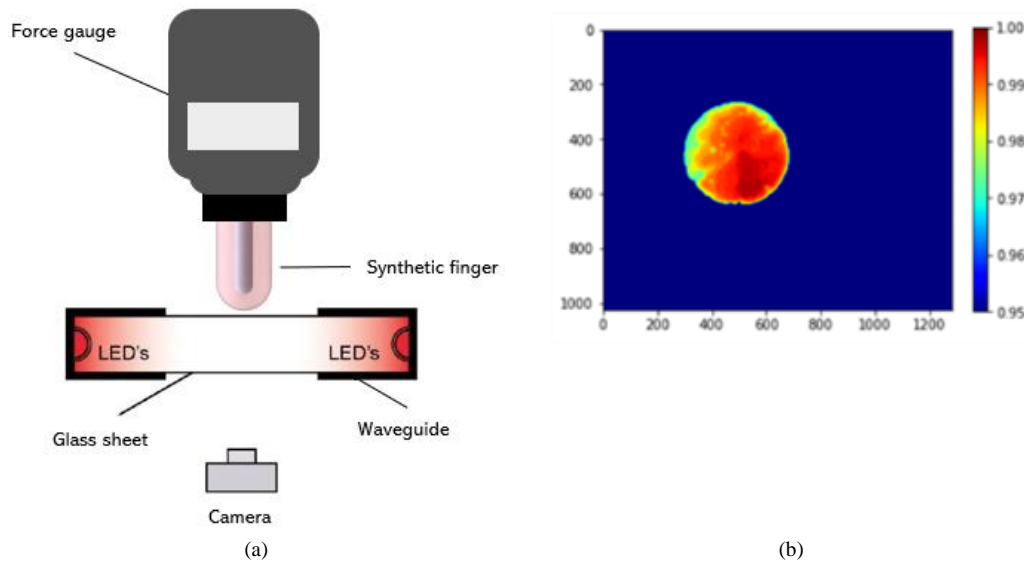 Force gauge
Synthetic finger
LED's
LED's
Glass sheet
Waveguide
Camera
(a)
0
200
400
600
800
1000
0
200
400
600
800
1000
1200
1.00
0.99
0.98
0.97
0.96
0.95
(b)